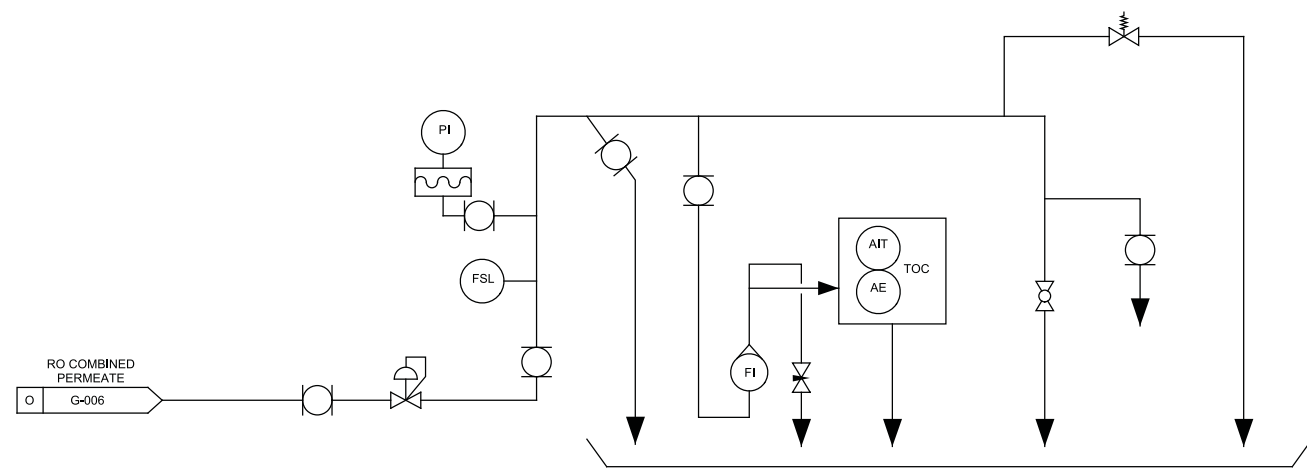 PI
AIT
TOC
FSL
AE
RO COMBINED
PERMEATE
FI
O
G-006